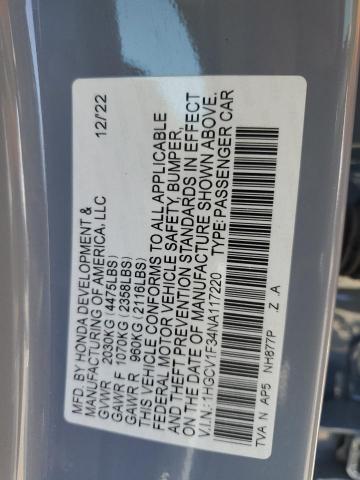 MFD. BY HONDA DEVELOPMENT & 12/22
MANUFACTURING OF AMERICA, LLC
GVWR 2030KG (4475LBS)
GAWR F 1070KG (2358LBS)
GAWR R 960KG (2116LBS)
THIS VEHICLE CONFORMS TO ALL APPLICABLE
FEDERAL MOTOR VEHICLE SAFETY, BUMPER,
AND THEFT PREVENTION STANDARDS IN EFFECT
ON THE DATE OF MANUFACTURE SHOWN ABOVE.
V.I.N.: 1HGCV1F34NA117220 TYPE: PASSENGER CAR
TVA N AP5 NH877P .Z .A